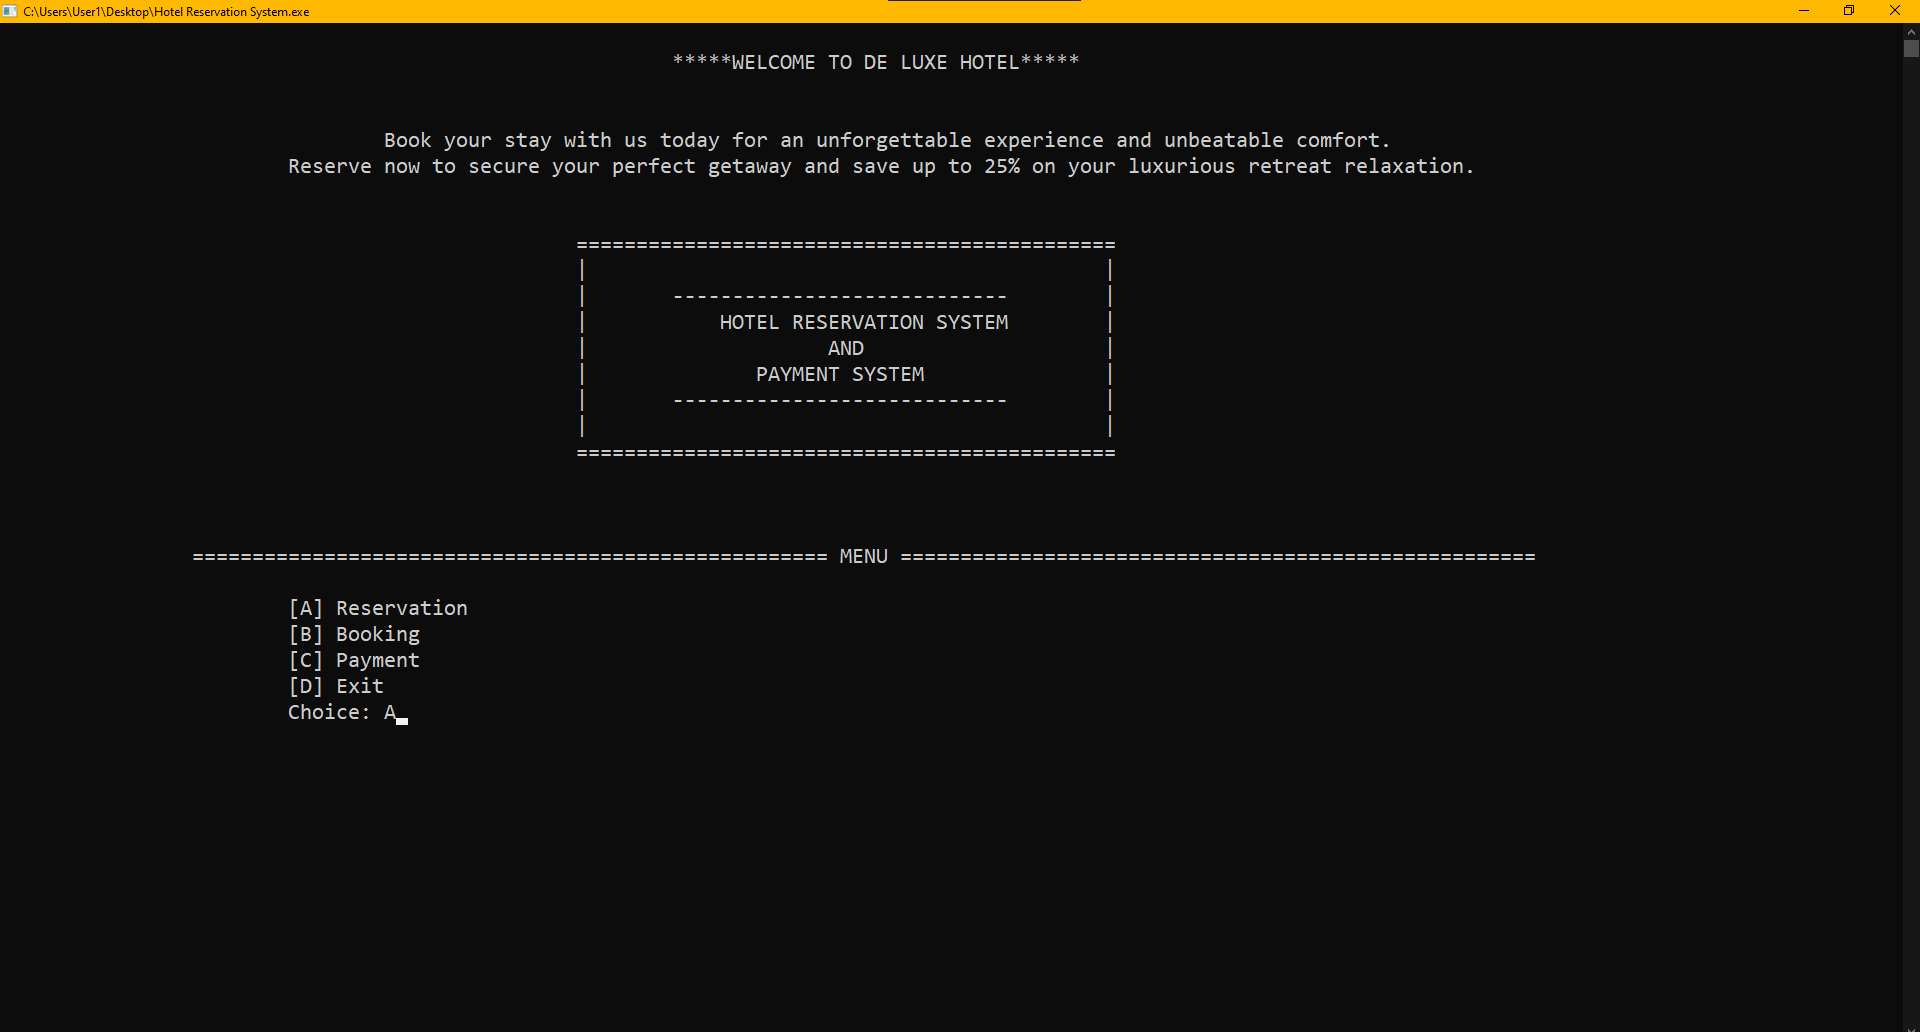 C:\Users\User1\Desktop\Hotel Reservation System.exe
*****WELCOME TO DE LUXE HOTEL*****
Book your stay with us today for an unforgettable experience and unbeatable comfort.
Reserve now to secure your perfect getaway and save up to 25% on your luxurious retreat relaxation.
=============================================
| |
| ---------------------------- |
| HOTEL RESERVATION SYSTEM |
| AND |
| PAYMENT SYSTEM |
| ---------------------------- |
| |
=============================================
===================================================== MENU =====================================================
[A] Reservation
[B] Booking
[C] Payment
[D] Exit
Choice: A